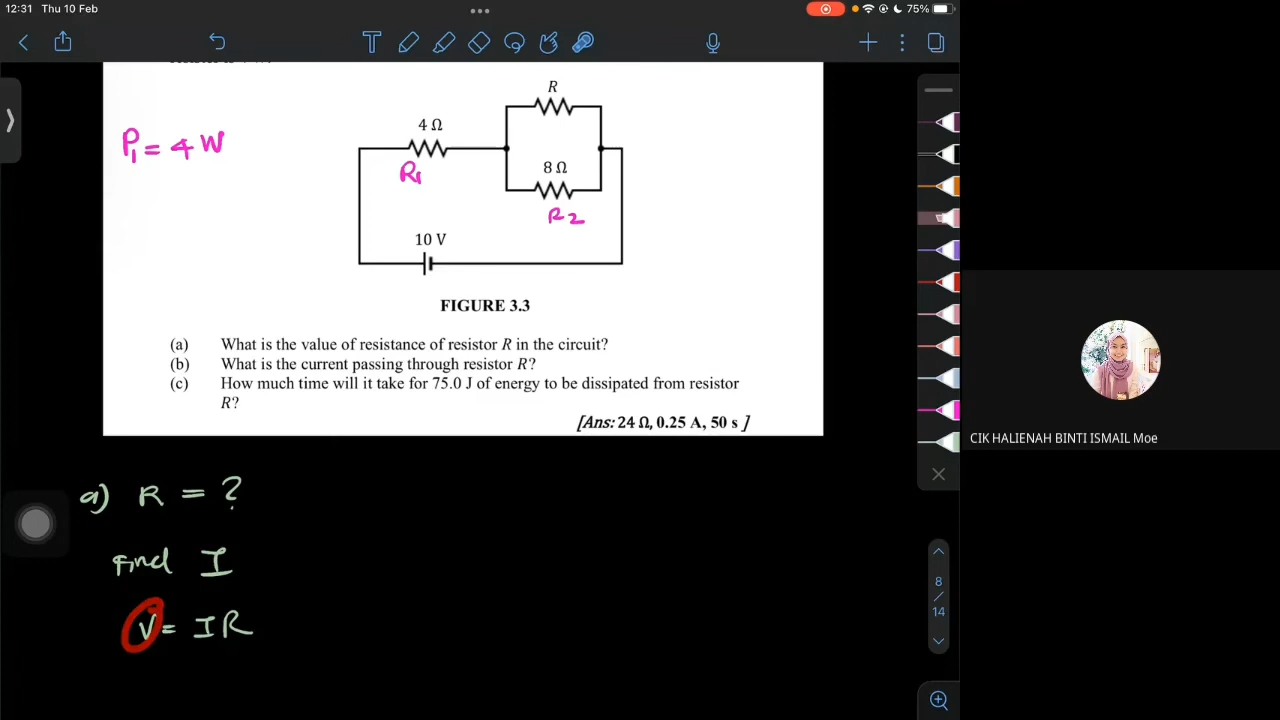 12:31 Thu 10 Feb
75%
P1 = 4 W
R
4 Ω
R1
8 Ω
R2
10 V
FIGURE 3.3
(a) What is the value of resistance of resistor R in the circuit?
(b) What is the current passing through resistor R?
(c) How much time will it take for 75.0 J of energy to be dissipated from resistor
R?
[Ans: 24 Ω, 0.25 A, 50 s ]
a) R = ?
Find I
V = IR
8
/
14
CIK HALIENAH BINTI ISMAIL Moe